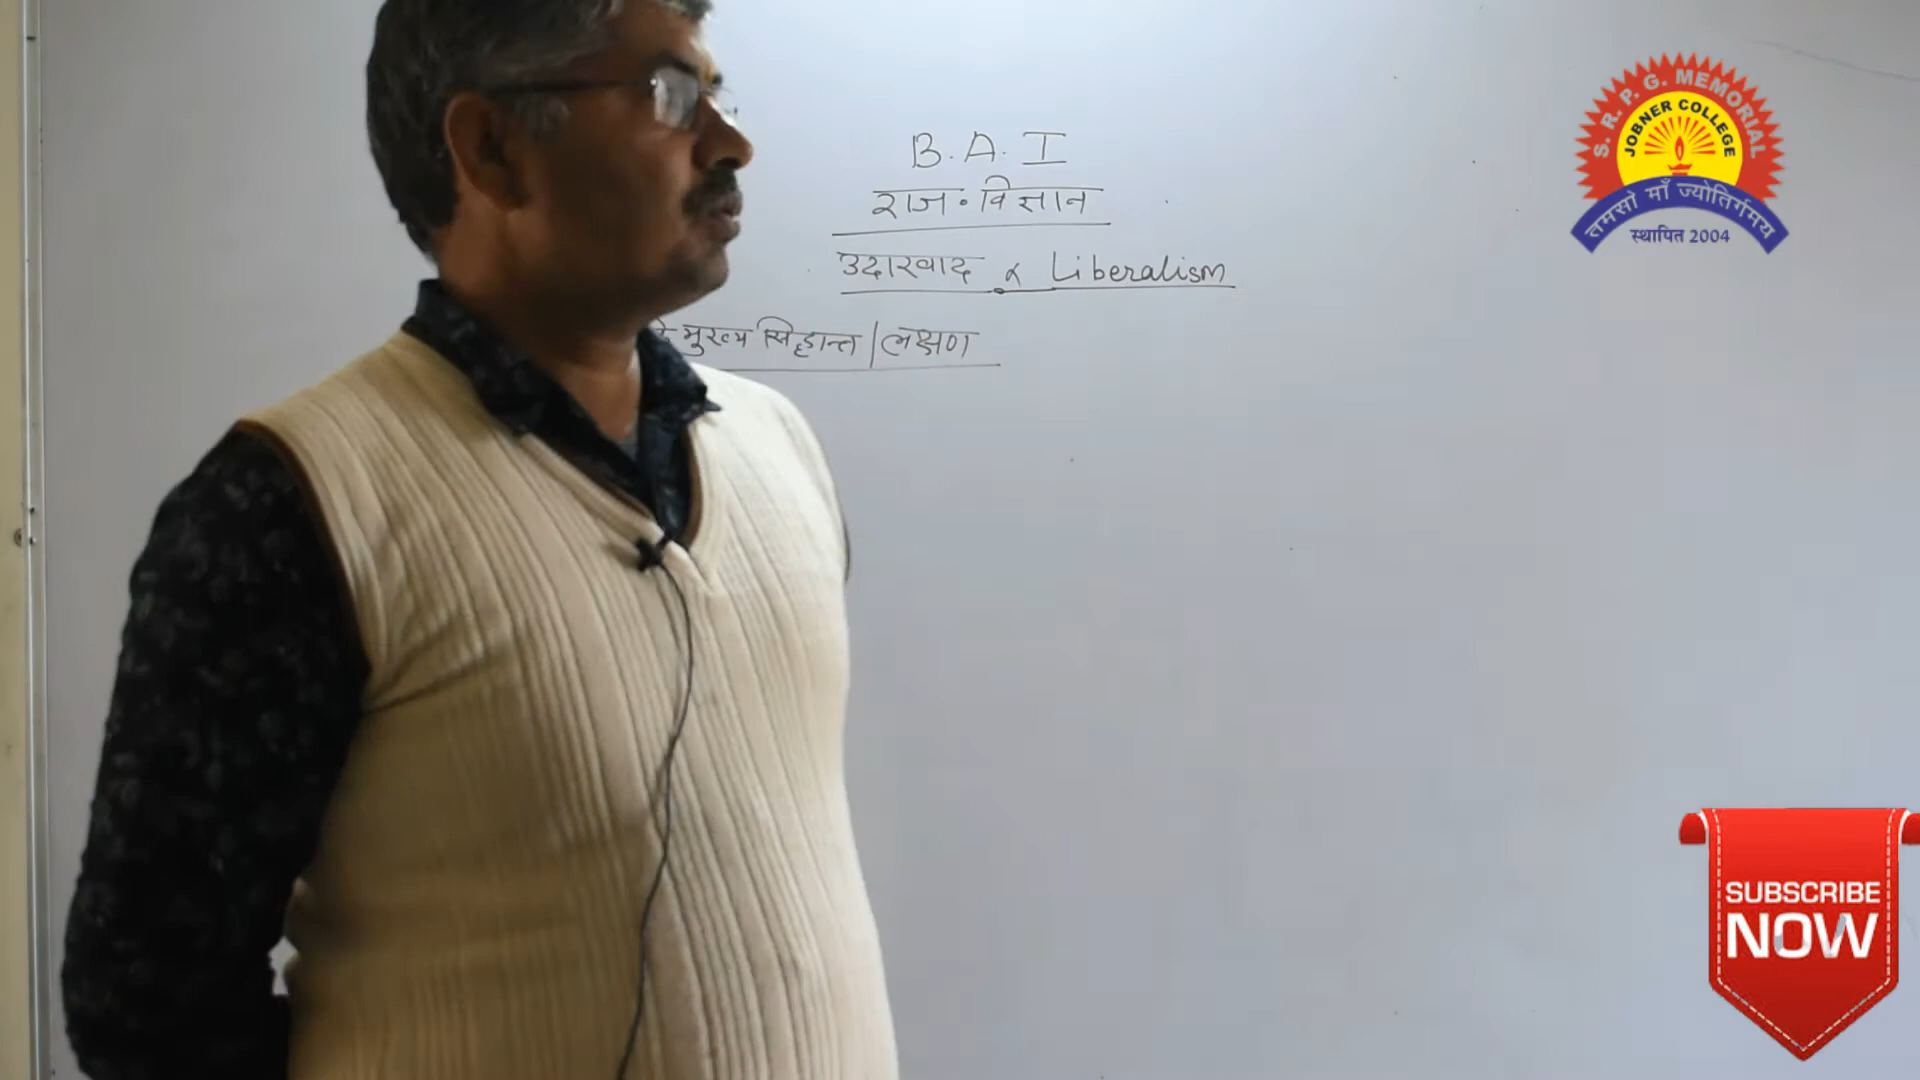 B. A. I
राज॰ विज्ञान
उदारवाद Liberalism
मुख्य सिद्धान्त / लक्षण
S. R. P. G. MEMORIAL
JOBNER COLLEGE
तमसो माँ ज्योतिर्गमय
स्थापित 2004
SUBSCRIBE
NOW